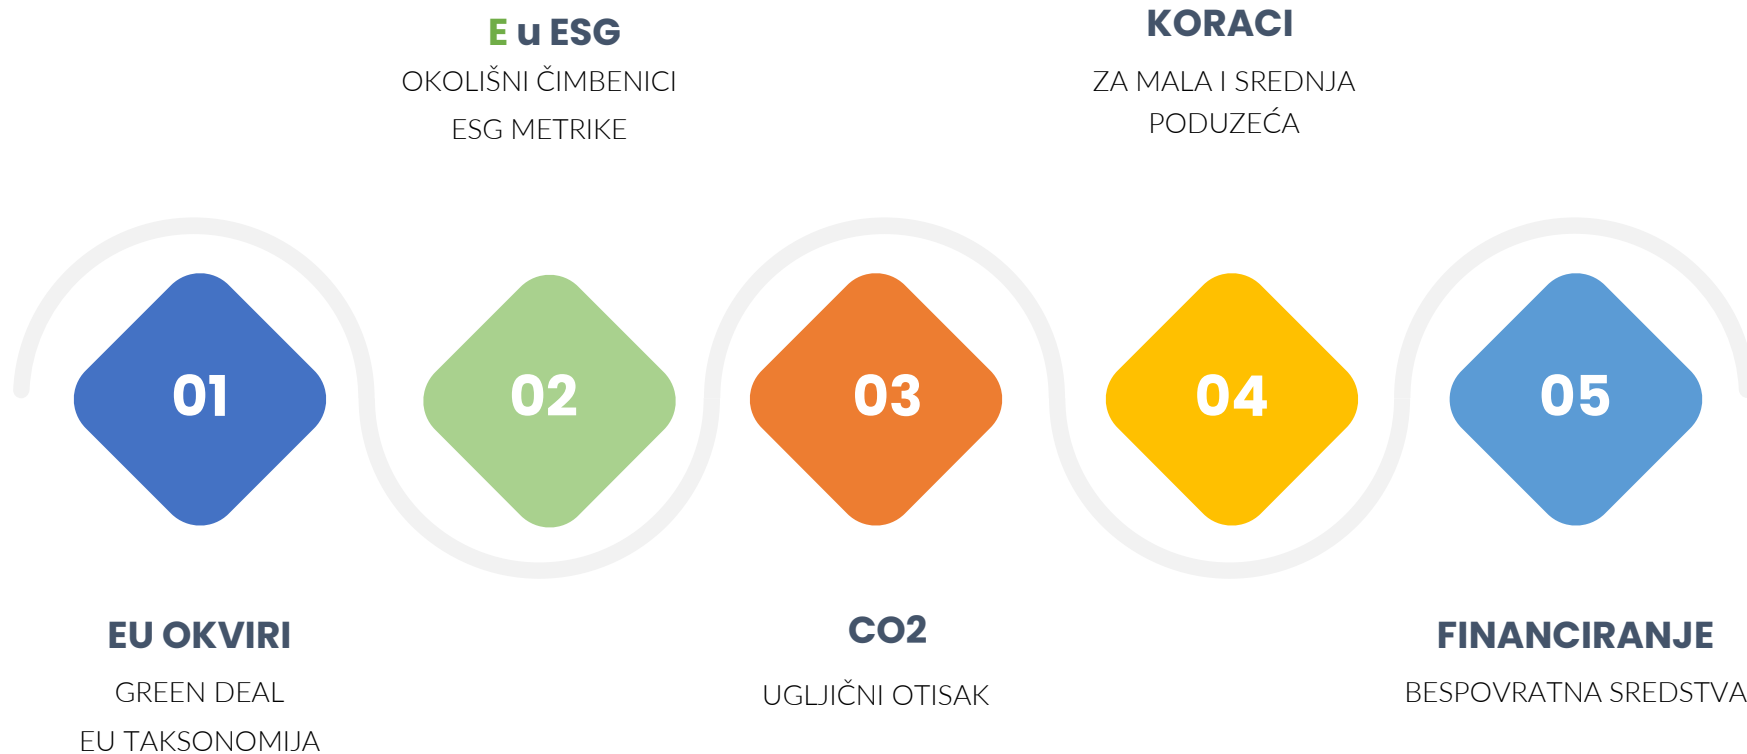 E u ESG
OKOLIŠNI ČIMBENICI
ESG METRIKE
KORACI
ZA MALA I SREDNJA
PODUZEĆA
01
02
03
04
05
EU OKVIRI
GREEN DEAL
EU TAKSONOMIJA
CO2
UGLJIČNI OTISAK
FINANCIRANJE
BESPOVRATNA SREDSTVA